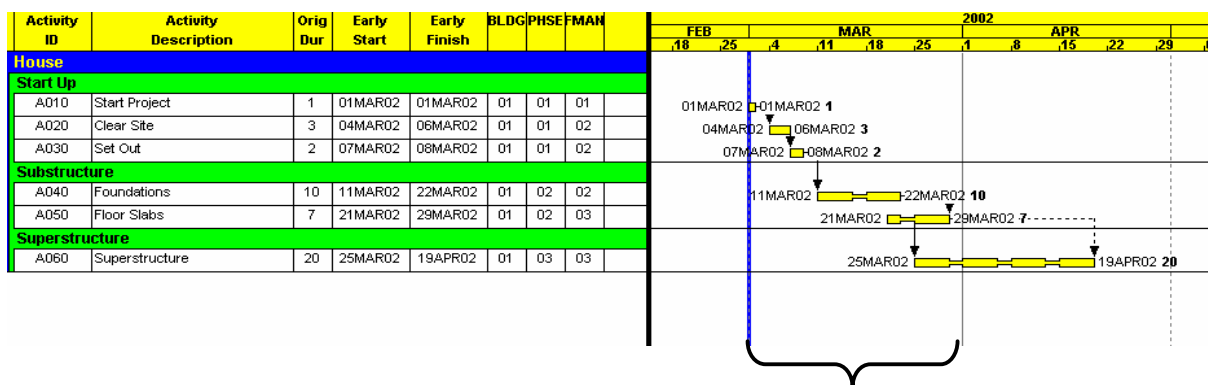 Activity ID Activity Description Orig Dur Early Start Early Finish BLDG PHSE FMAN
2002
FEB MAR APR
18 25 4 11 18 25 1 8 15 22 29
House
Start Up
A010 Start Project 1 01MAR02 01MAR02 01 01 01 01MAR02 01MAR02 1
A020 Clear Site 3 04MAR02 06MAR02 01 01 02 04MAR02 06MAR02 3
A030 Set Out 2 07MAR02 08MAR02 01 01 02 07MAR02 08MAR02 2
Substructure
A040 Foundations 10 11MAR02 22MAR02 01 02 02 11MAR02 22MAR02 10
A050 Floor Slabs 7 21MAR02 29MAR02 01 02 03 21MAR02 29MAR02 7
Superstructure
A060 Superstructure 20 25MAR02 19APR02 01 03 03 25MAR02 19APR02 20